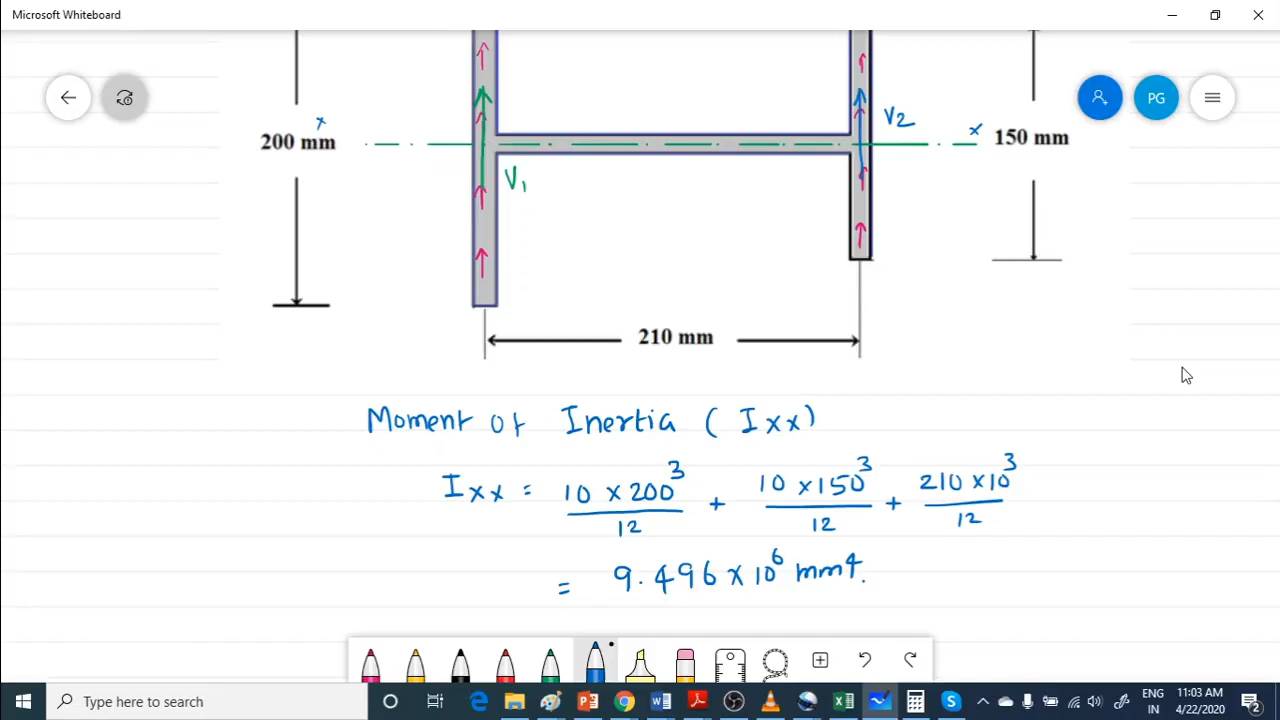 Microsoft Whiteboard
PG
V2
x
x
200 mm
150 mm
V1
210 mm
Moment of Inertia ( Ixx)
Ixx = 10 × 200³ / 12 + 10 × 150³ / 12 + 210 × 10³ / 12
= 9.496 × 10⁶ mm4.
Type here to search
ENG
IN
11:03 AM
4/22/2020
2